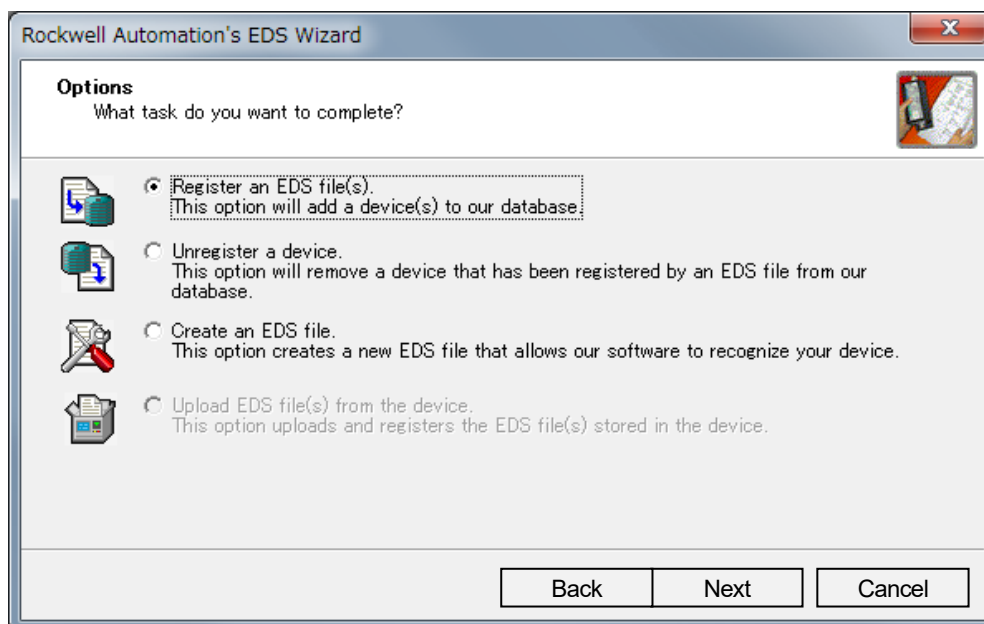 Rockwell Automation's EDS Wizard
Options
What task do you want to complete?
Register an EDS file(s).
This option will add a device(s) to our database.
Unregister a device.
This option will remove a device that has been registered by an EDS file from our
database.
Create an EDS file.
This option creates a new EDS file that allows our software to recognize your device.
Upload EDS file(s) from the device.
This option uploads and registers the EDS file(s) stored in the device.
Back Next Cancel